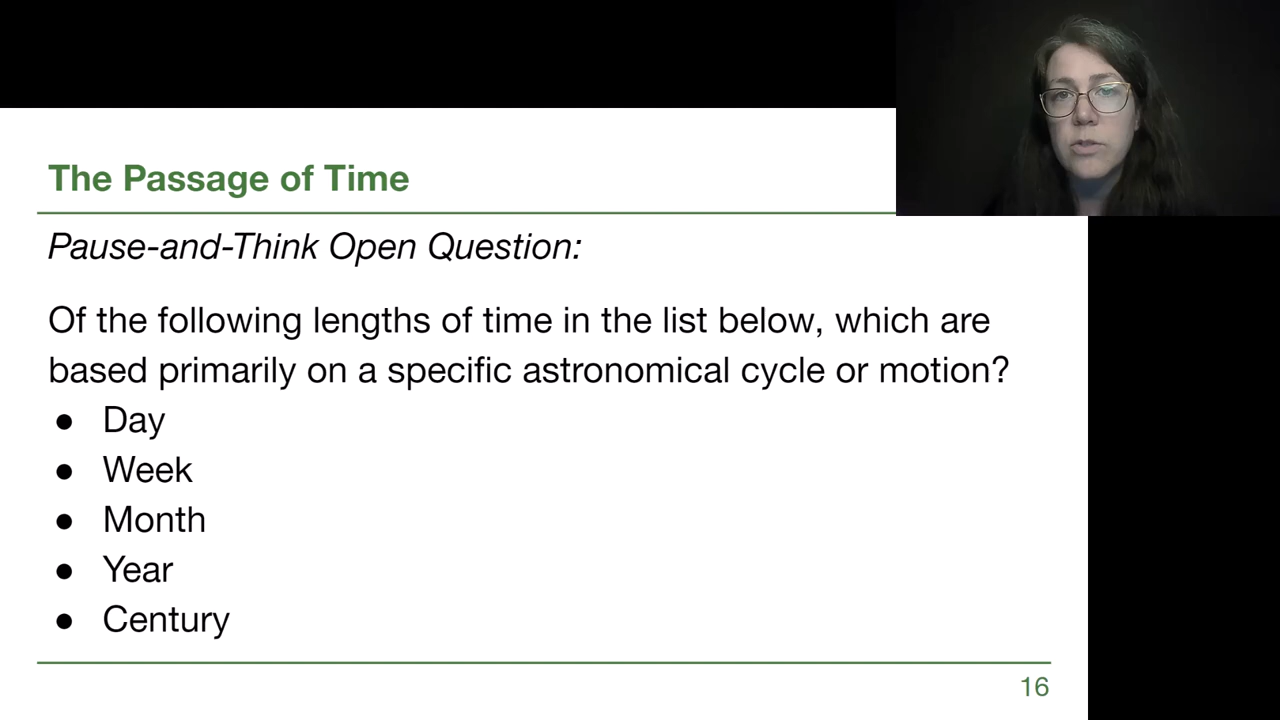 The Passage of Time
Pause-and-Think Open Question:
Of the following lengths of time in the list below, which are
based primarily on a specific astronomical cycle or motion?
● Day
● Week
● Month
● Year
● Century
16